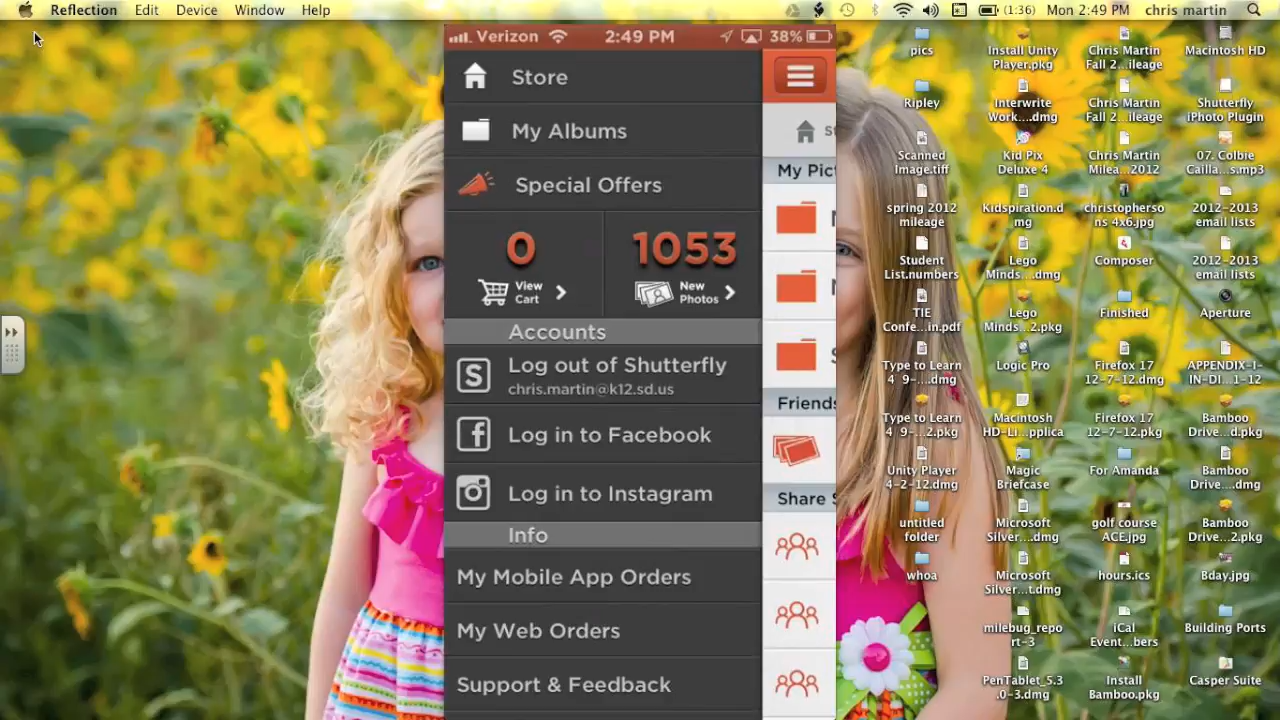 Reflection Edit Device Window Help
(1:36) Mon 2:49 PM chris martin
Verizon 2:49 PM 38%
Store
My Albums
Special Offers
0
View
Cart
1053
New
Photos
Accounts
Log out of Shutterfly
chris.martin@k12.sd.us
Log in to Facebook
Log in to Instagram
Info
My Mobile App Orders
My Web Orders
Support & Feedback
My Pic
Friends
Share S
pics
Install Unity
Player.pkg
Chris Martin
Fall 2...ileage
Macintosh HD
Ripley
Interwrite
Work....dmg
Chris Martin
Fall 2...ileage
Shutterfly
iPhoto Plugin
Scanned
Image.tiff
Kid Pix
Deluxe 4
Chris Martin
Milea...2012
07. Colbie
Cailla...s.mp3
spring 2012
mileage
Kidspiration.d
mg
christopherso
ns 4x6.jpg
2012-2013
email lists
Student
List.numbers
Lego
Minds...dmg
Composer
2012-2013
email lists
TIE
Confe...in.pdf
Lego
Minds...2.pkg
Finished
Aperture
Type to Learn
4 9-....dmg
Logic Pro
Firefox 17
12-7-12.dmg
APPENDIX-I-
IN-DI...1-12
Type to Learn
4 9-...2.pkg
Macintosh
HD-Li...pplica
Firefox 17
12-7-12.pkg
Bamboo
Drive...d.pkg
Unity Player
4-2-12.dmg
Magic
Briefcase
For Amanda
Bamboo
Drive....dmg
untitled
folder
Microsoft
Silver...dmg
golf course
ACE.jpg
Bamboo
Drive...2.pkg
whoa
Microsoft
Silver...t.dmg
hours.ics
Bday.jpg
milebug_repo
rt-3
iCal
Event...bers
Building Ports
PenTablet_5.3
.0-3.dmg
Install
Bamboo.pkg
Casper Suite